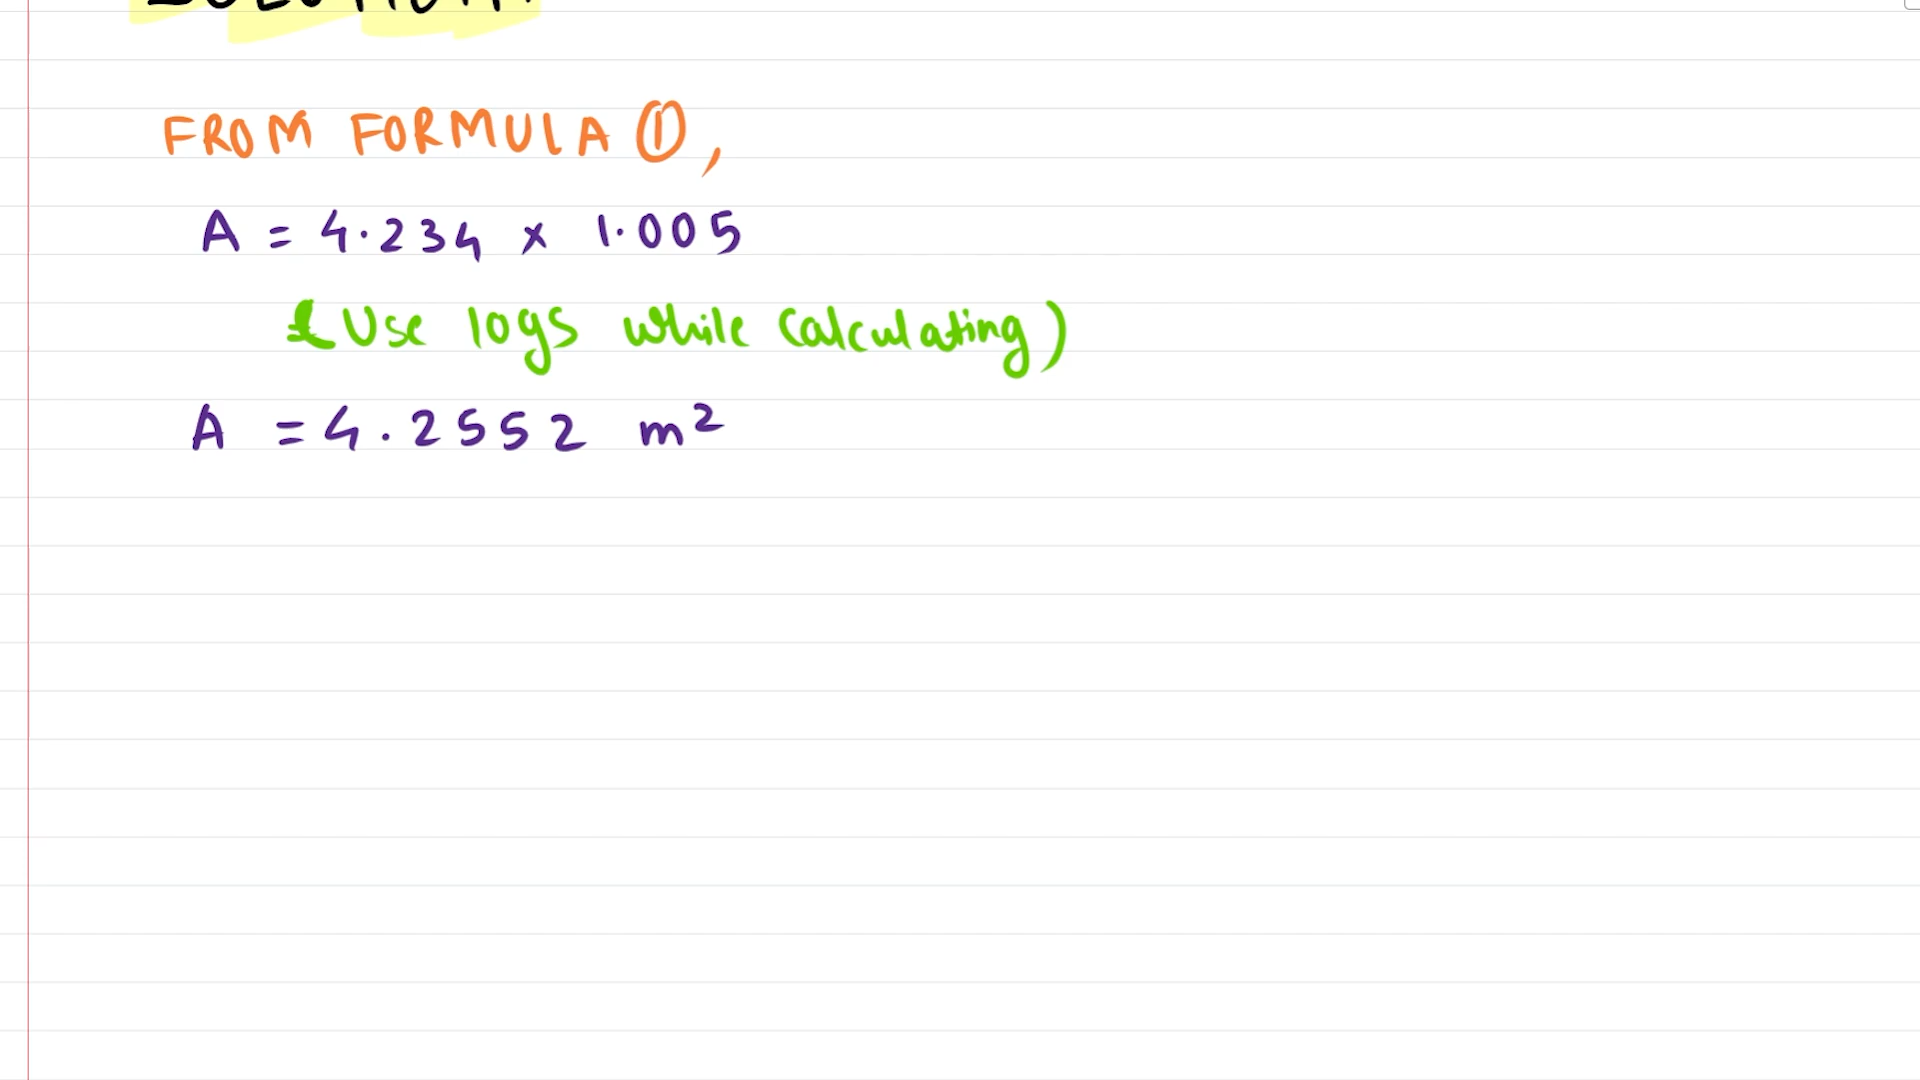 FROM FORMULA ①,
A = 4.234 x 1.005
(Use logs while calculating)
A = 4.2552 m²